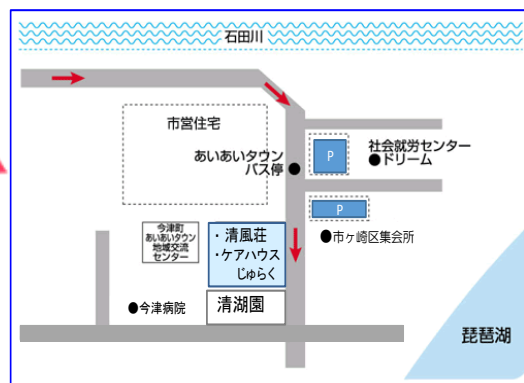 石田川
市営住宅
あいあいタウン
バス停
P
社会就労センター
●ドリーム
P
●市ヶ崎区集会所
今津町
あいあいタウン
地域交流
センター
・清風荘
・ケアハウス
じゅらく
●今津病院
清湖園
琵琶湖